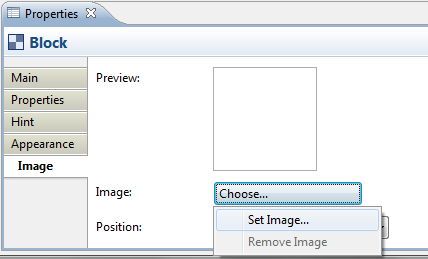 Properties
Block
Main
Properties
Hint
Appearance
Image
Preview:
Image:
Choose...
Set Image...
Remove Image
Position: